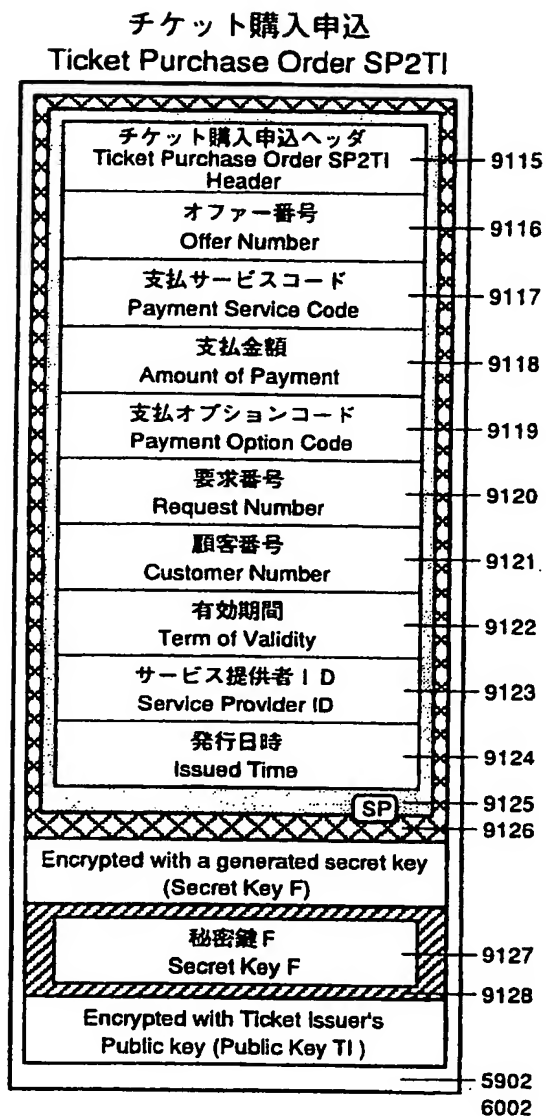 チケット購入申込
Ticket Purchase Order SP2TI
チケット購入申込ヘッダ
Ticket Purchase Order SP2TI
Header
9115
オファー番号
Offer Number
9116
支払サービスコード
Payment Service Code
9117
支払金額
Amount of Payment
9118
支払オプションコード
Payment Option Code
9119
要求番号
Request Number
9120
顧客番号
Customer Number
9121
有効期間
Term of Validity
9122
サービス提供者ID
Service Provider ID
9123
発行日時
Issued Time
9124
SP
9125
9126
Encrypted with a generated secret key
(Secret Key F)
秘密鍵F
Secret Key F
9127
9128
Encrypted with Ticket Issuer's
Public key (Public Key TI )
5902
6002